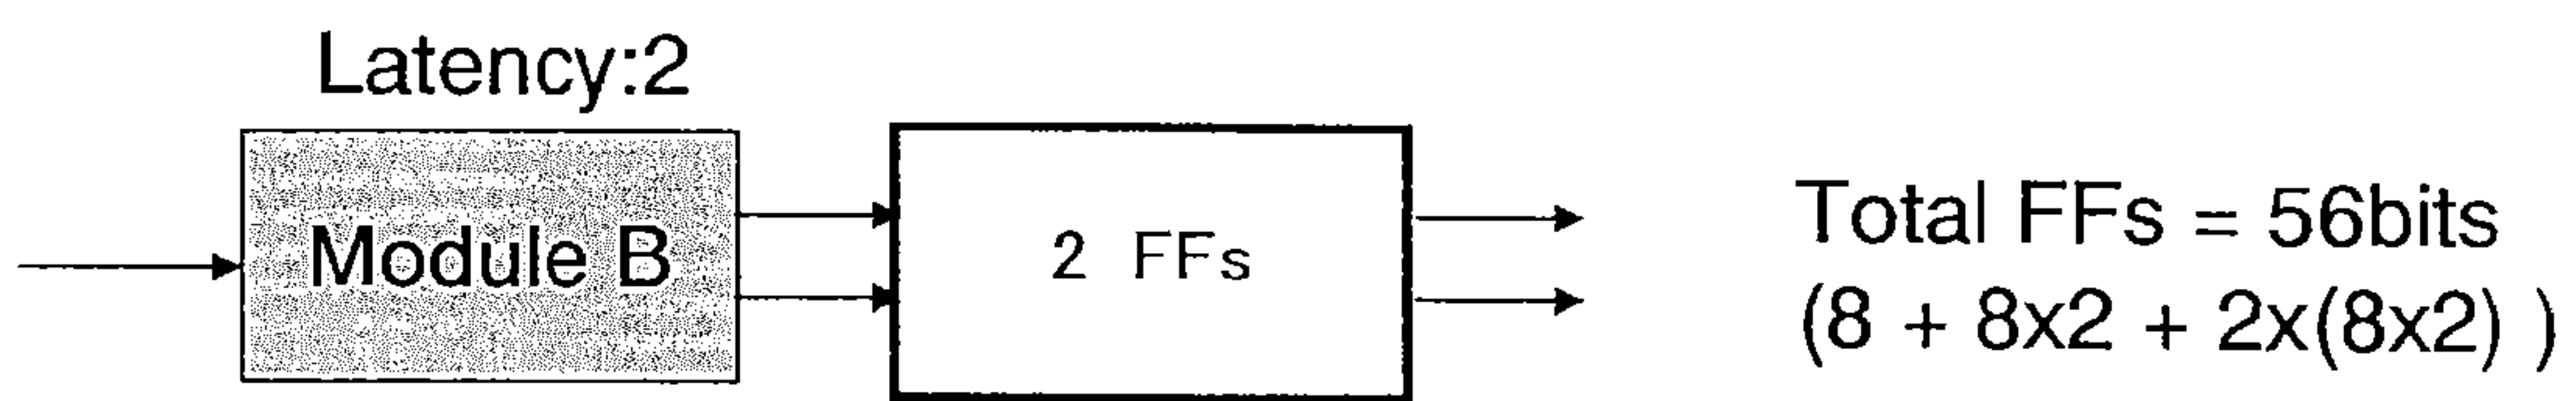 Latency:2
Module B
2 FFs
Total FFs = 56bits
(8 + 8x2 + 2x(8x2) )